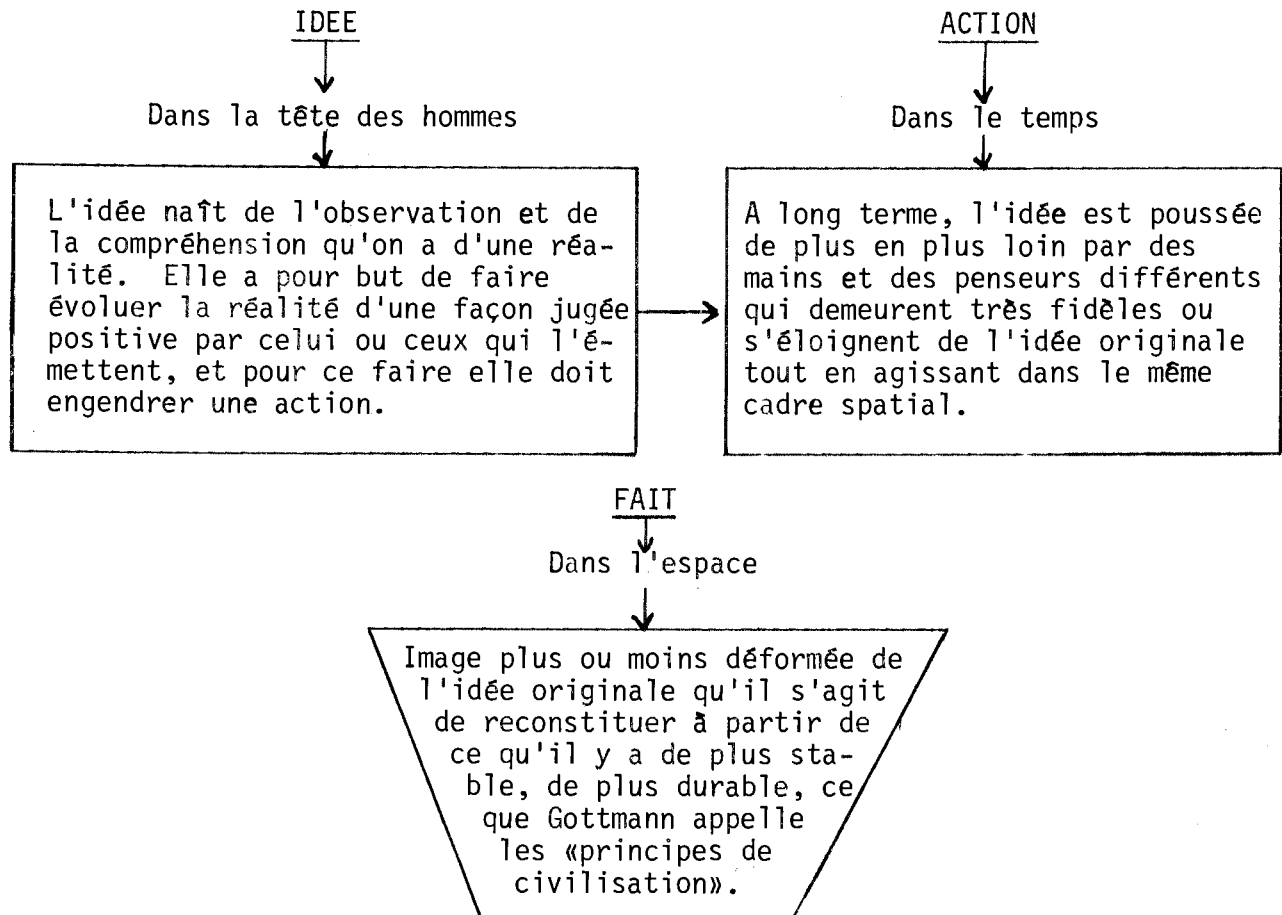 IDEE
Dans la tête des hommes
L'idée naît de l'observation et de
la compréhension qu'on a d'une réa-
lité. Elle a pour but de faire
évoluer la réalité d'une façon jugée
positive par celui ou ceux qui l'é-
mettent, et pour ce faire elle doit
engendrer une action.
ACTION
Dans le temps
A long terme, l'idée est poussée
de plus en plus loin par des
mains et des penseurs différents
qui demeurent très fidèles ou
s'éloignent de l'idée originale
tout en agissant dans le même
cadre spatial.
FAIT
Dans l'espace
Image plus ou moins déformée de
l'idée originale qu'il s'agit
de reconstituer à partir de
ce qu'il y a de plus sta-
ble, de plus durable, ce
que Gottmann appelle
les «principes de
civilisation».